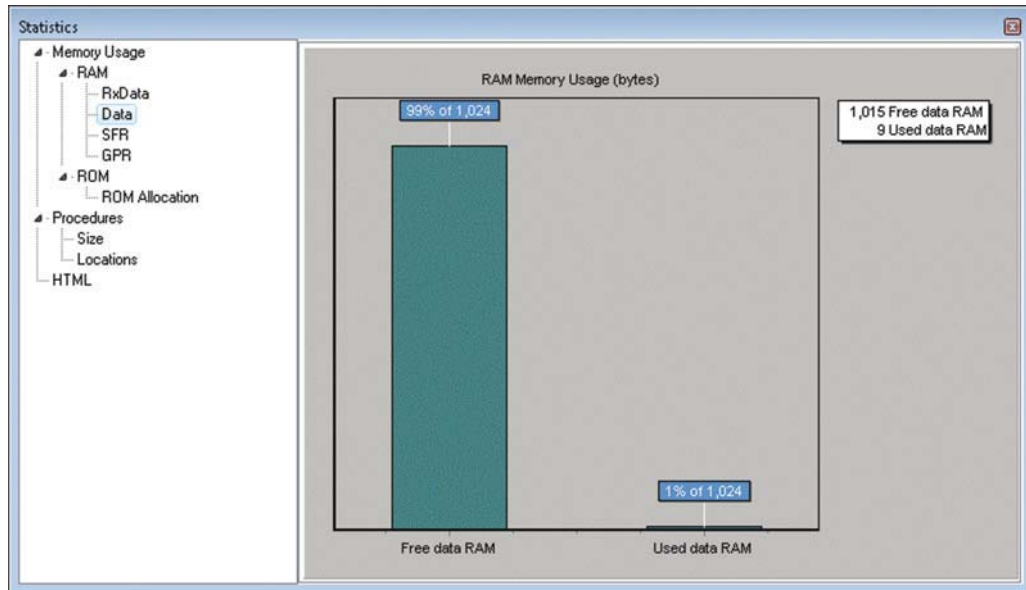 Statistics
Memory Usage
RAM
RxData
Data
SFR
GPR
ROM
ROM Allocation
Procedures
Size
Locations
HTML
RAM Memory Usage (bytes)
99% of 1,024
1% of 1,024
Free data RAM
Used data RAM
1,015 Free data RAM
9 Used data RAM